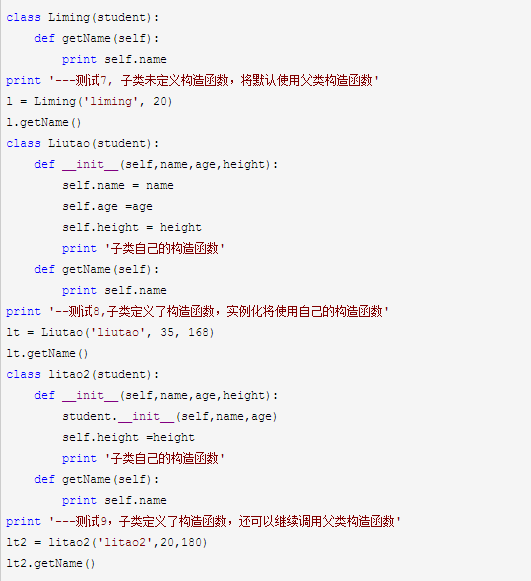 class Liming(student):
    def getName(self):
        print self.name
print '---测试7, 子类未定义构造函数，将默认使用父类构造函数'
l = Liming('liming', 20)
l.getName()
class Liutao(student):
    def __init__(self,name,age,height):
        self.name = name
        self.age =age
        self.height = height
        print '子类自己的构造函数'
    def getName(self):
        print self.name
print '--测试8,子类定义了构造函数，实例化将使用自己的构造函数'
lt = Liutao('liutao', 35, 168)
lt.getName()
class litao2(student):
    def __init__(self,name,age,height):
        student.__init__(self,name,age)
        self.height =height
        print '子类自己的构造函数'
    def getName(self):
        print self.name
print '---测试9，子类定义了构造函数，还可以继续调用父类构造函数'
lt2 = litao2('litao2',20,180)
lt2.getName()